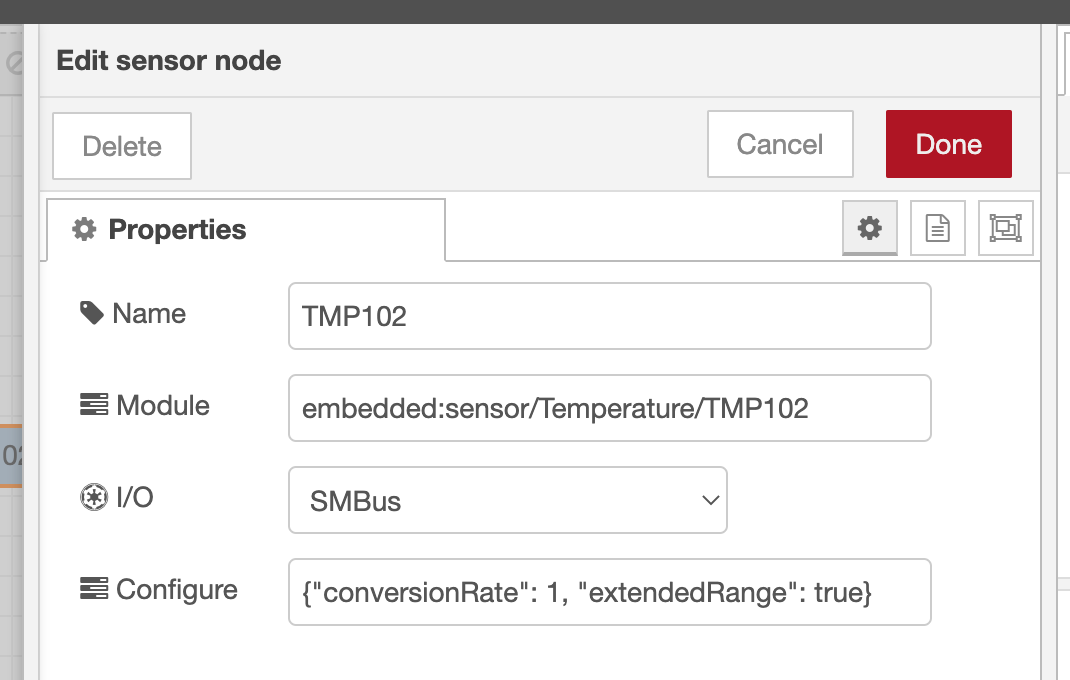 Edit sensor node
Delete
Cancel
Done
Properties
Name
TMP102
Module
embedded:sensor/Temperature/TMP102
I/O
SMBus
Configure
{"conversionRate": 1, "extendedRange": true}